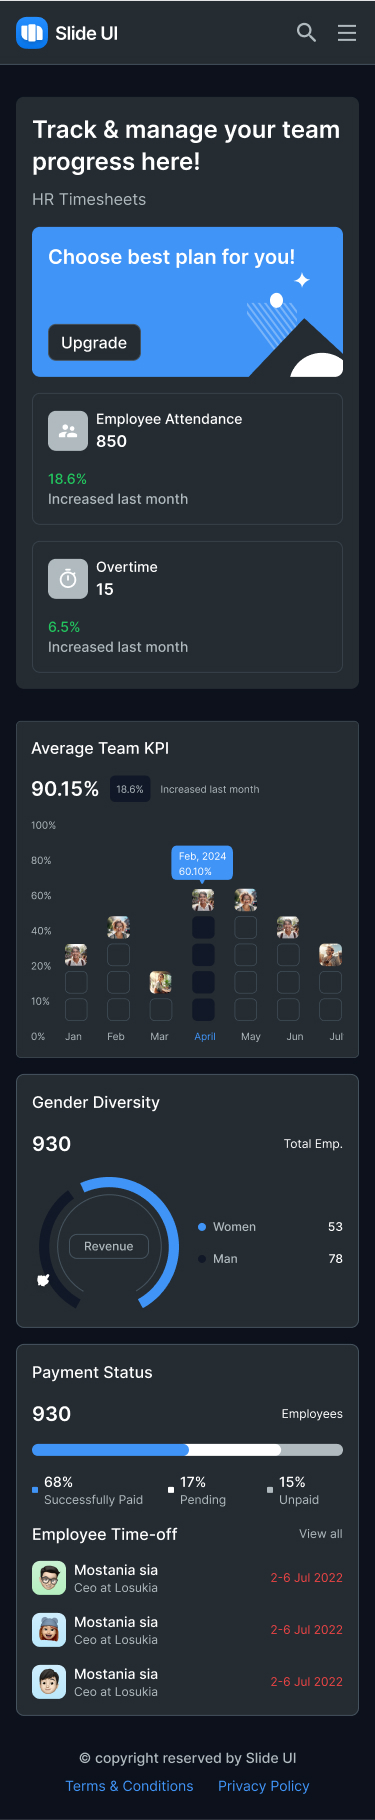 Slide UI
Track & manage your team
progress here!
HR Timesheets
Choose best plan for you!
Upgrade
Employee Attendance
850
18.6%
Increased last month
Overtime
15
6.5%
Increased last month
Average Team KPI
90.15% 18.6% Increased last month
100%
80%
Feb, 2024
60.10%
60%
40%
20%
10%
0% Jan Feb Mar April May Jun Jul
Gender Diversity
930 Total Emp.
Women 53
Revenue
Man 78
Payment Status
930 Employees
68% 17% 15%
Successfully Paid Pending Unpaid
Employee Time-off View all
Mostania sia
Ceo at Losukia
2-6 Jul 2022
Mostania sia
Ceo at Losukia
2-6 Jul 2022
Mostania sia
Ceo at Losukia
2-6 Jul 2022
© copyright reserved by Slide UI
Terms & Conditions Privacy Policy